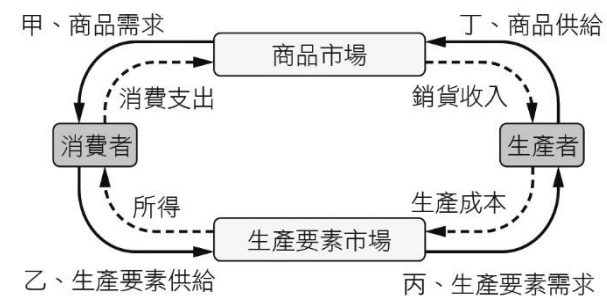 甲、商品需求
丁、商品供給
商品市場
消費支出
銷貨收入
消費者
生產者
所得
生產成本
生產要素市場
乙、生產要素供給
丙、生產要素需求